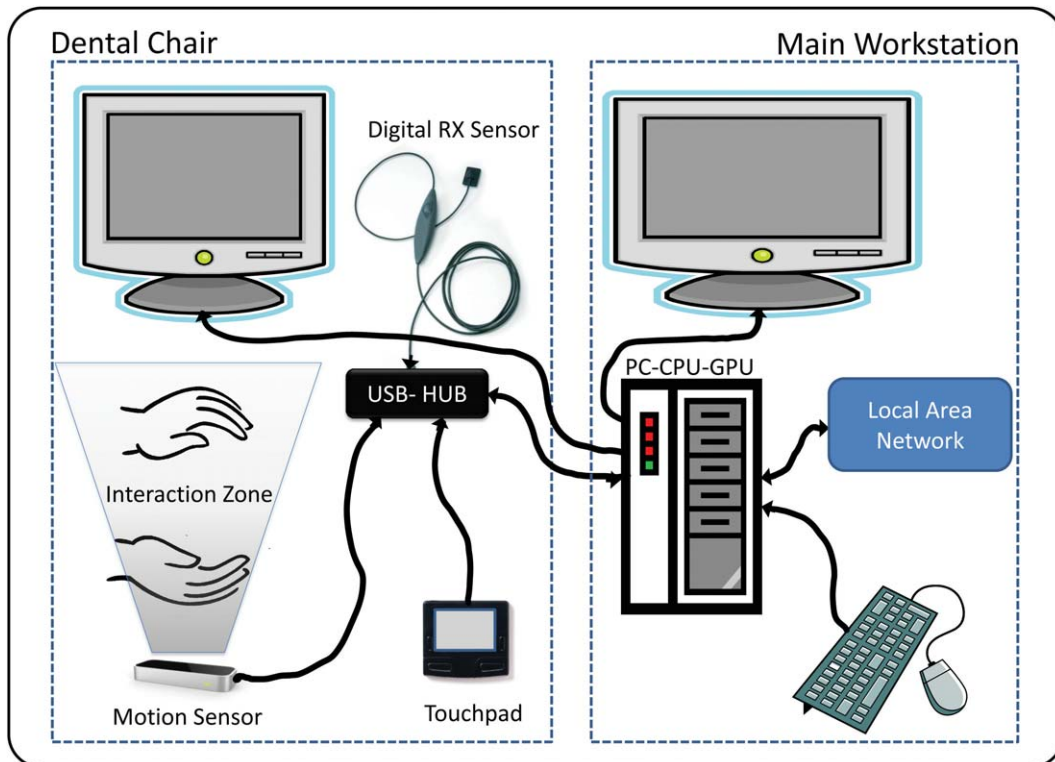 Dental Chair
Main Workstation
Digital RX Sensor
PC-CPU-GPU
USB- HUB
Local Area
Network
Interaction Zone
Motion Sensor
Touchpad